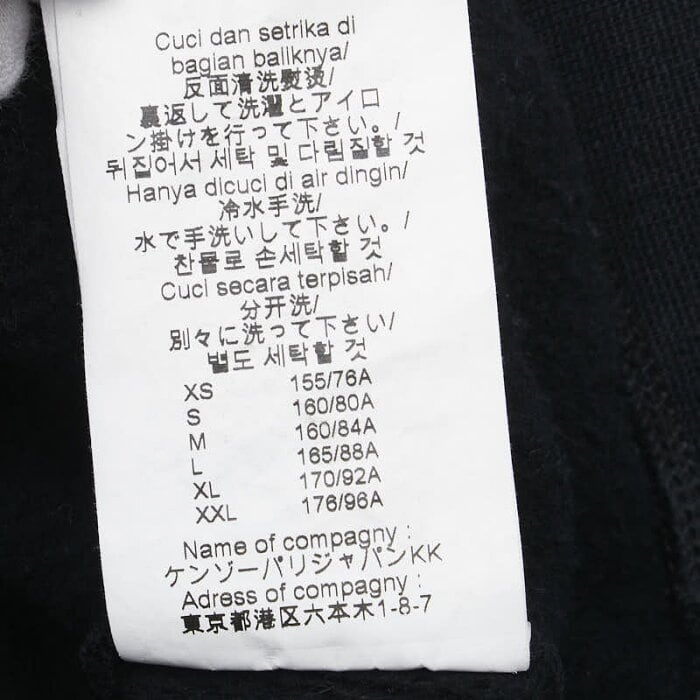 Cuci dan setrika di
bagian baliknya/
反面清洗熨烫/
裏返して洗濯とアイロ
ン掛けを行って下さい。/
뒤집어서 세탁 및 다림질할 것
Hanya dicuci di air dingin/
冷水手洗/
水で手洗いして下さい。/
찬물로 손세탁할 것
Cuci secara terpisah/
分开洗/
別々に洗って下さい/
별도 세탁할 것
XS 155/76A
S 160/80A
M 160/84A
L 165/88A
XL 170/92A
XXL 176/96A
Name of compagny :
ケンゾーパリジャパンKK
Adress of compagny :
東京都港区六本木1-8-7